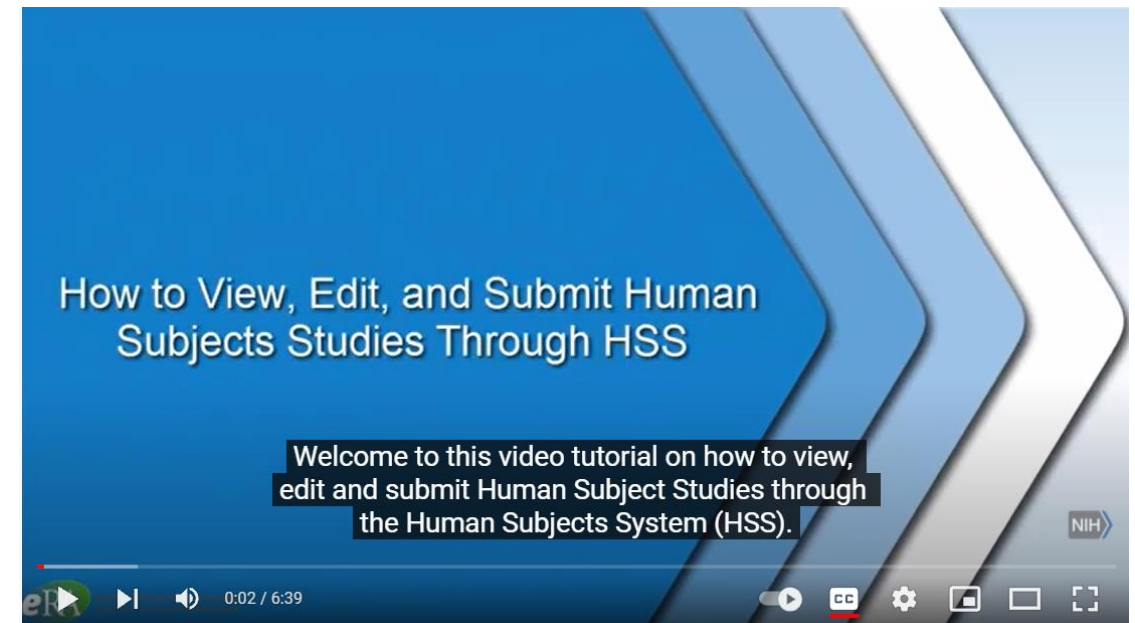 How to View, Edit, and Submit Human
Subjects Studies Through HSS
Welcome to this video tutorial on how to view,
edit and submit Human Subject Studies through
the Human Subjects System (HSS).
NIH
eRA
0:02 / 6:39
CC